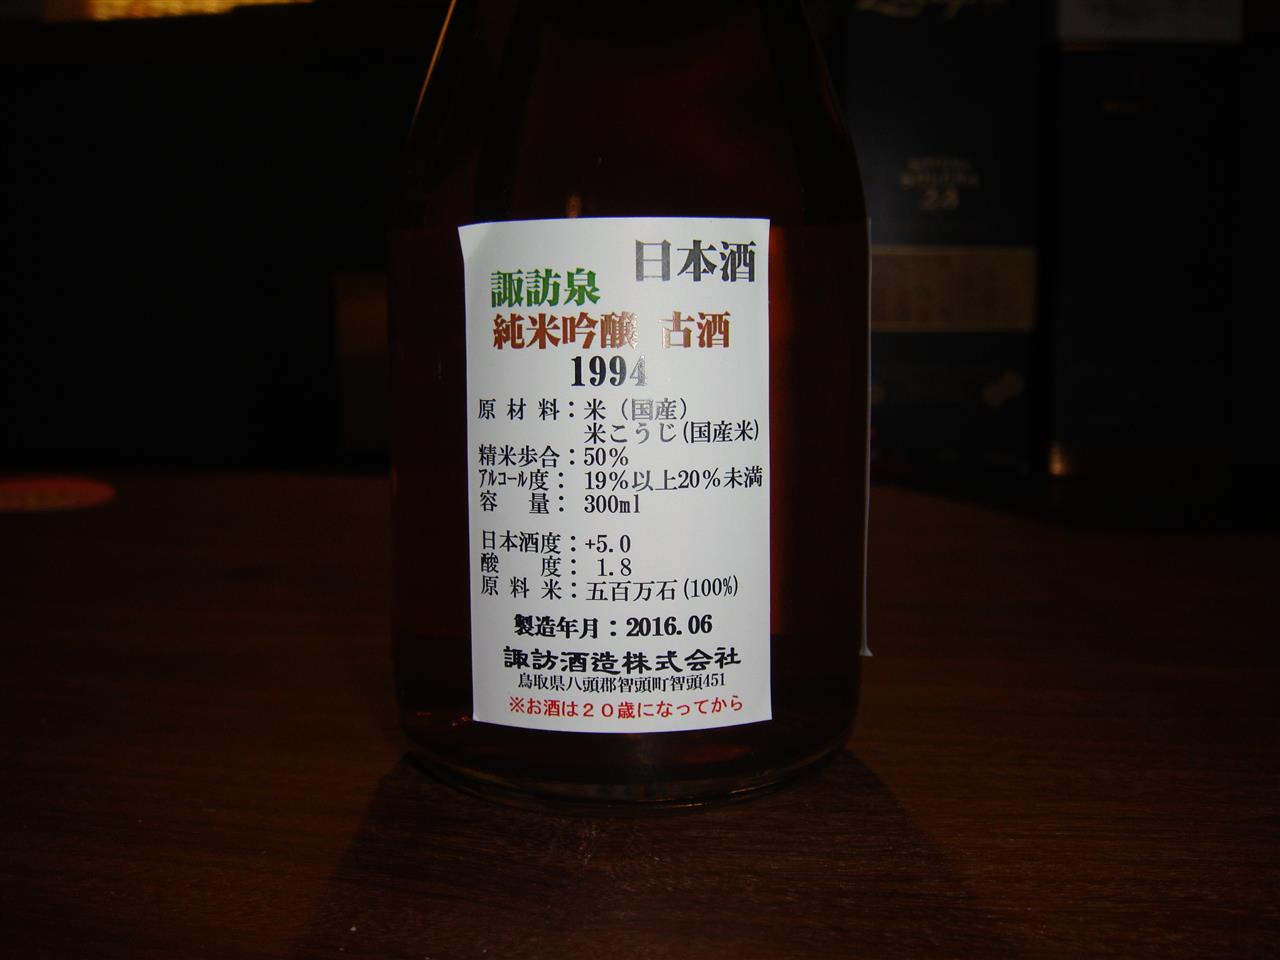 日本酒
諏訪泉
純米吟醸 古酒
1994
原材料：米（国産）
米こうじ(国産米)
精米歩合：50%
ｱﾙｺｰﾙ度：19%以上20%未満
容　量：300ml
日本酒度：+5.0
酸　度：1.8
原料米：五百万石(100%)
製造年月：2016.06
諏訪酒造株式会社
鳥取県八頭郡智頭町智頭451
※お酒は２０歳になってから